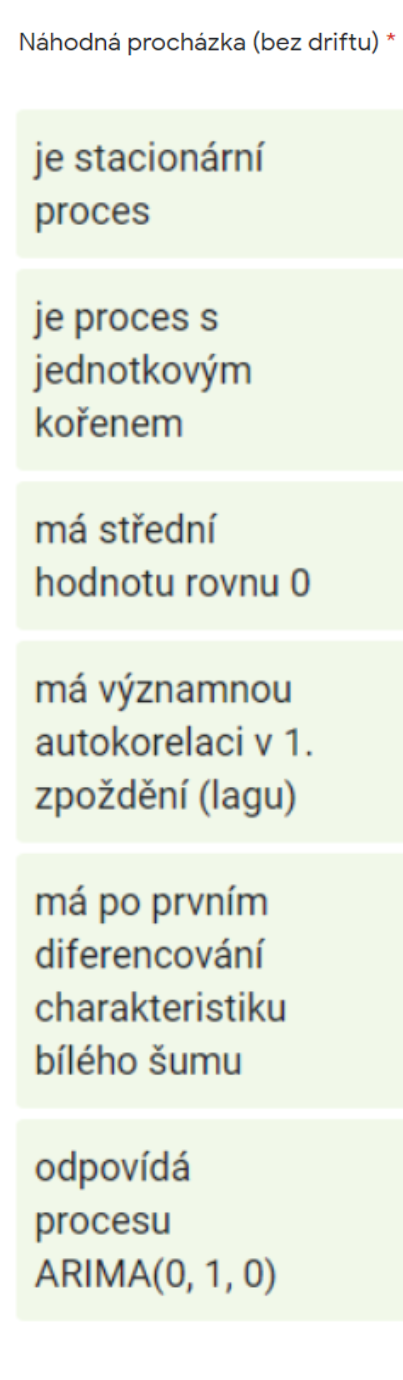 Náhodná procházka (bez driftu) *
je stacionární
proces
je proces s
jednotkovým
kořenem
má střední
hodnotu rovnu 0
má významnou
autokorelaci v 1.
zpoždění (lagu)
má po prvním
diferencování
charakteristiku
bílého šumu
odpovídá
procesu
ARIMA(0, 1, 0)